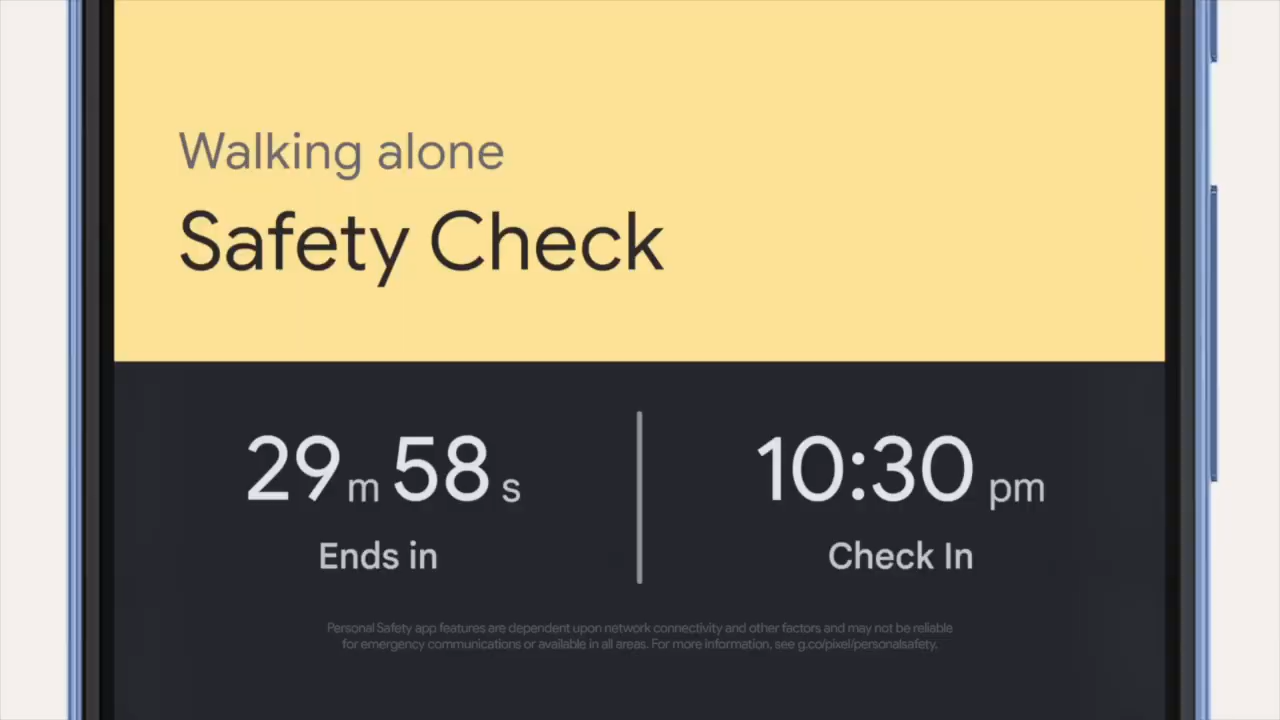 Walking alone
Safety Check
29 m 58 s
10:30 pm
Ends in
Check In
Personal Safety app features are dependent upon network connectivity and other factors and may not be reliable
for emergency communications or available in all areas. For more information, see g.co/pixel/personalsafety.